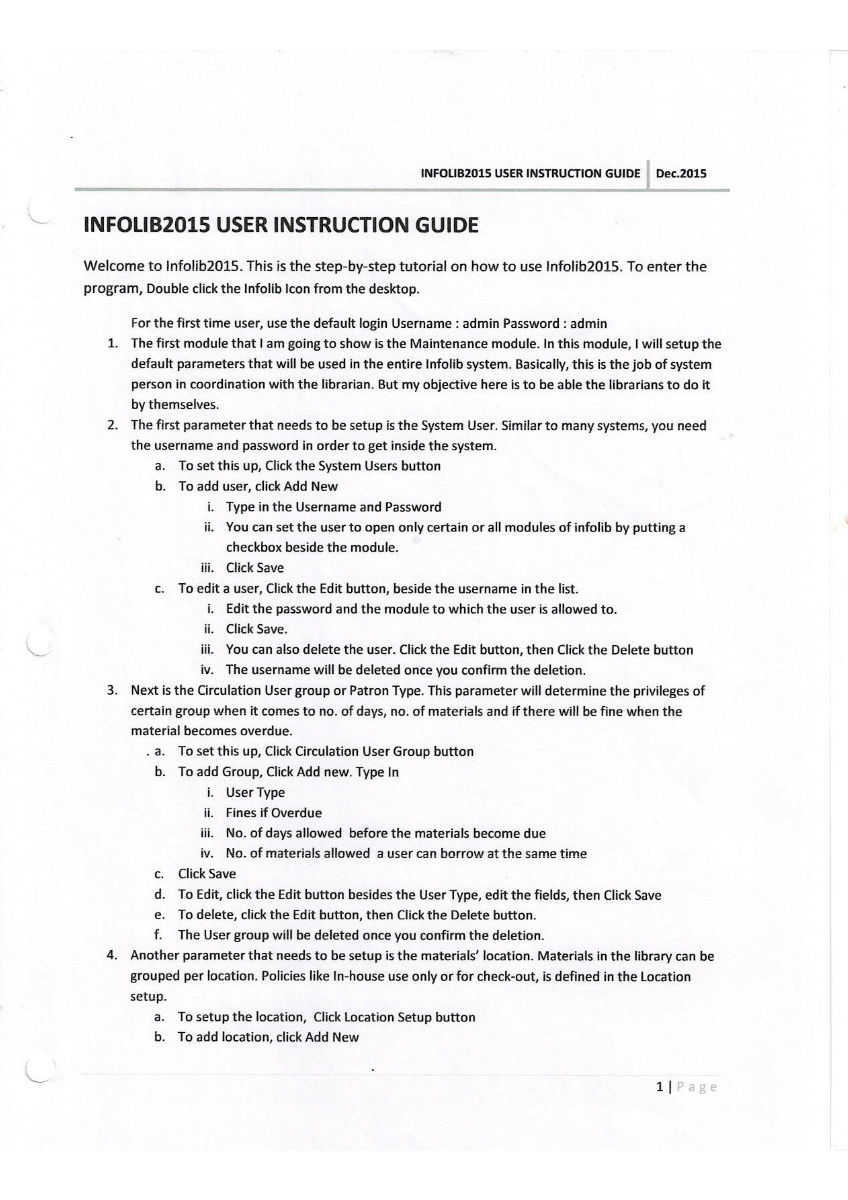 INFOLIB2015 USER INSTRUCTION GUIDE Dec.2015
INFOLIB2015 USER INSTRUCTION GUIDE
Welcome to Infolib2015. This is the step-by-step tutorial on how to use Infolib2015. To enter the
program, Double click the Infolib Icon from the desktop.
For the first time user, use the default login Username : admin Password : admin
1. The first module that I am going to show is the Maintenance module. In this module, I will setup the
default parameters that will be used in the entire Infolib system. Basically, this is the job of system
person in coordination with the librarian. But my objective here is to be able the librarians to do it
by themselves.
2. The first parameter that needs to be setup is the System User. Similar to many systems, you need
the username and password in order to get inside the system.
a. To set this up, Click the System Users button
b. To add user, click Add New
i. Type in the Username and Password
ii. You can set the user to open only certain or all modules of infolib by putting a
checkbox beside the module.
iii. Click Save
c. To edit a user, Click the Edit button, beside the username in the list.
i. Edit the password and the module to which the user is allowed to.
ii. Click Save.
iii. You can also delete the user. Click the Edit button, then Click the Delete button
iv. The username will be deleted once you confirm the deletion.
3. Next is the Circulation User group or Patron Type. This parameter will determine the privileges of
certain group when it comes to no. of days, no. of materials and if there will be fine when the
material becomes overdue.
a. To set this up, Click Circulation User Group button
b. To add Group, Click Add new. Type In
i. User Type
ii. Fines if Overdue
iii. No. of days allowed before the materials become due
iv. No. of materials allowed a user can borrow at the same time
c. Click Save
d. To Edit, click the Edit button besides the User Type, edit the fields, then Click Save
e. To delete, click the Edit button, then Click the Delete button.
f. The User group will be deleted once you confirm the deletion.
4. Another parameter that needs to be setup is the materials' location. Materials in the library can be
grouped per location. Policies like In-house use only or for check-out, is defined in the Location
setup.
a. To setup the location, Click Location Setup button
b. To add location, click Add New
1 | Page